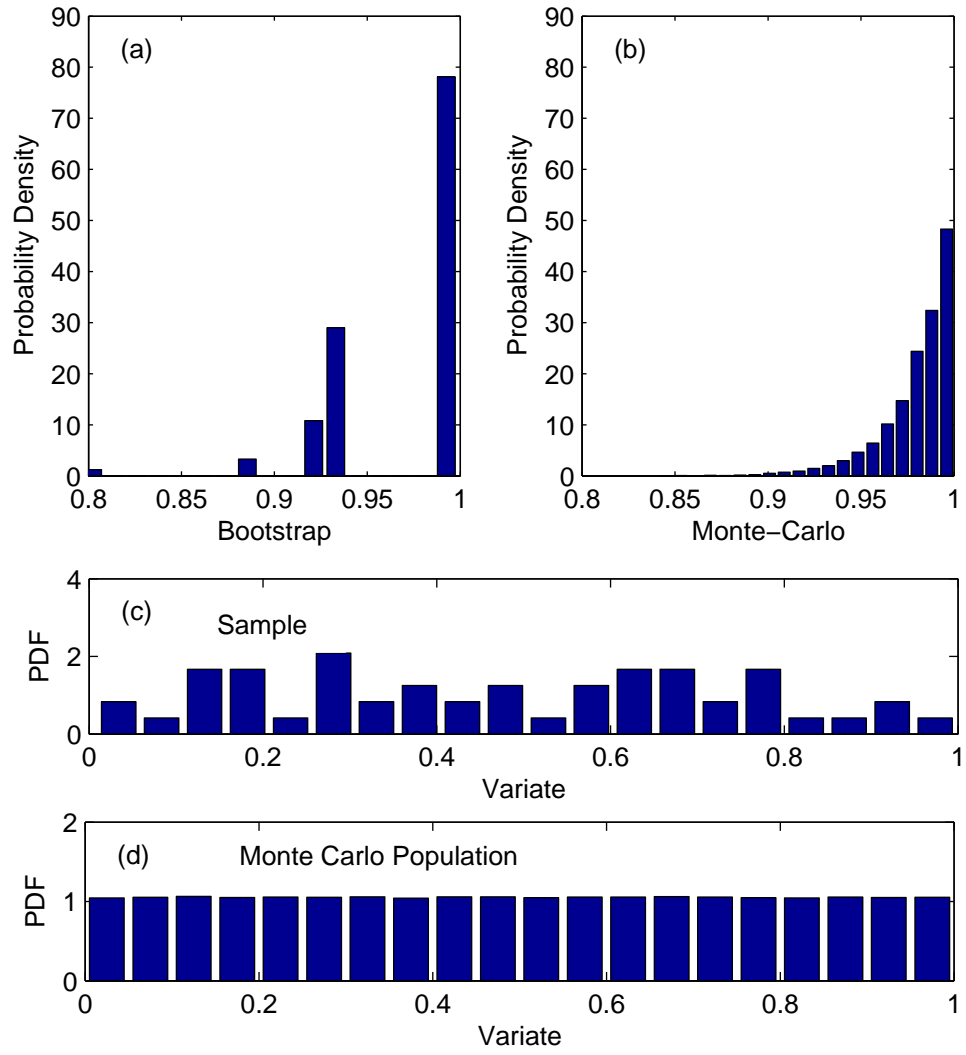 90
80
70
60
50
40
30
20
10
0
(a)
Probability Density
0.8 0.85 0.9 0.95 1
Bootstrap
90
80
70
60
50
40
30
20
10
0
(b)
Probability Density
0.8 0.85 0.9 0.95 1
Monte−Carlo
4
2
0
(c)
Sample
PDF
0 0.2 0.4 0.6 0.8 1
Variate
2
1
0
(d)
Monte Carlo Population
PDF
0 0.2 0.4 0.6 0.8 1
Variate